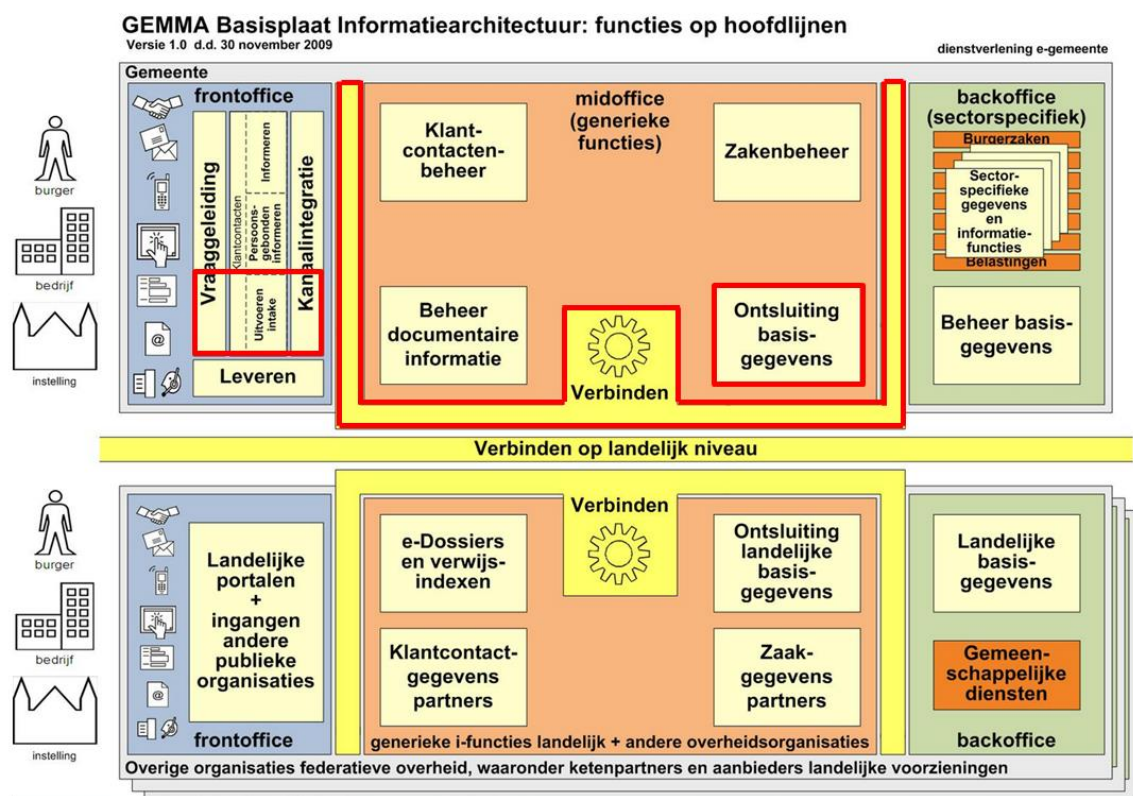 GEMMA Basisplaat Informatiearchitectuur: functies op hoofdlijnen
Versie 1.0 d.d. 30 november 2009
dienstverlening e-gemeente
Gemeente
burger
bedrijf
instelling
frontoffice
Vraaggeleiding
Klantcontacten
Informeren
Persoons-
gebonden
informeren
Uitvoeren
intake
Kanaalintegratie
Leveren
midoffice
(generieke
functies)
Klant-
contacten-
beheer
Zakenbeheer
Beheer
documentaire
informatie
Verbinden
Ontsluiting
basis-
gegevens
backoffice
(sectorspecifiek)
Burgerzaken
Sector-
specifieke
gegevens
en
informatie-
functies
Belastingen
Beheer basis-
gegevens
Verbinden op landelijk niveau
burger
bedrijf
instelling
Landelijke
portalen
+
ingangen
andere
publieke
organisaties
frontoffice
Verbinden
e-Dossiers
en verwijs-
indexen
Ontsluiting
landelijke
basis-
gegevens
Klantcontact-
gegevens
partners
Zaak-
gegevens
partners
generieke i-functies landelijk + andere overheidsorganisaties
Landelijke
basis-
gegevens
Gemeen-
schappelijke
diensten
backoffice
Overige organisaties federatieve overheid, waaronder ketenpartners en aanbieders landelijke voorzieningen